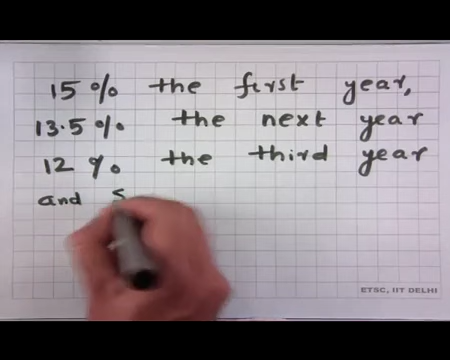 15 % the first year,
13.5 % the next year
12 % the third year
and s
ETSC, IIT DELHI